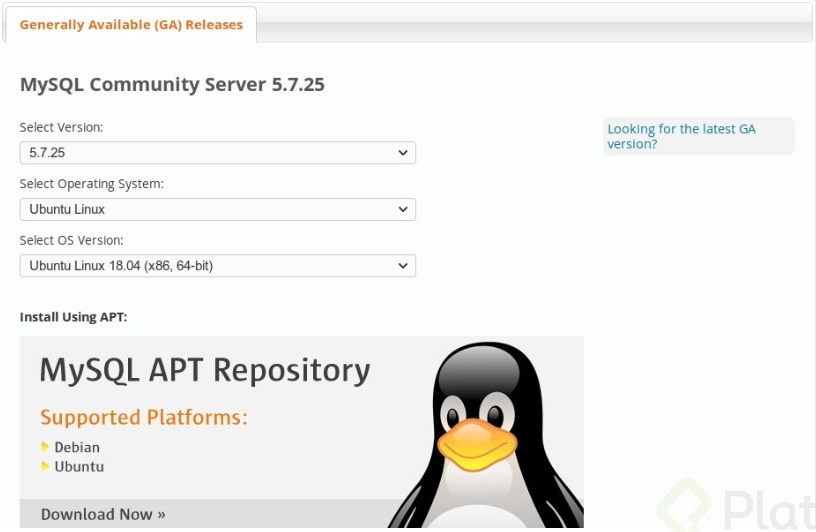 Generally Available (GA) Releases
MySQL Community Server 5.7.25
Select Version:
5.7.25
Looking for the latest GA
version?
Select Operating System:
Ubuntu Linux
Select OS Version:
Ubuntu Linux 18.04 (x86, 64-bit)
Install Using APT:
MySQL APT Repository
Supported Platforms:
Debian
Ubuntu
Download Now »
Plat